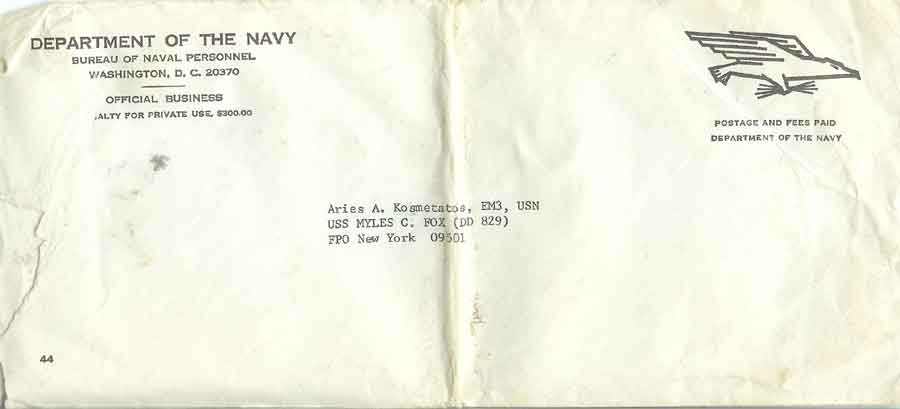 DEPARTMENT OF THE NAVY
BUREAU OF NAVAL PERSONNEL
WASHINGTON, D. C. 20370
OFFICIAL BUSINESS
ALTY FOR PRIVATE USE, $300.00
POSTAGE AND FEES PAID
DEPARTMENT OF THE NAVY
Aries A. Kosmetatos, EM3, USN
USS MYLES C. FOX (DD 829)
FPO New York 09501
44